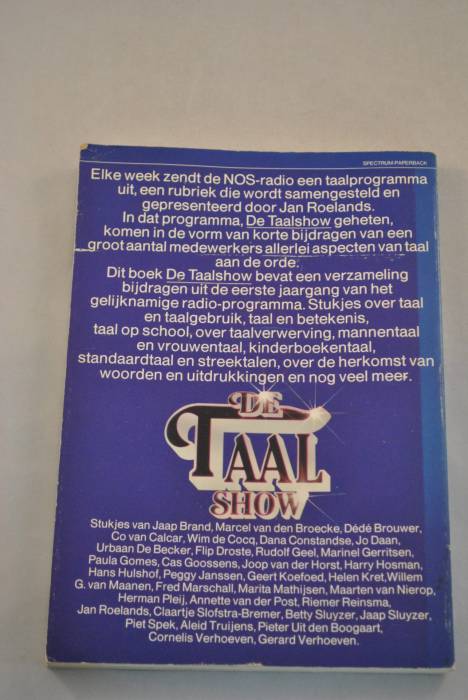 SPECTRUM PAPERBACK
Elke week zendt de NOS-radio een taalprogramma
uit, een rubriek die wordt samengesteld en
gepresenteerd door Jan Roelands.
In dat programma, De Taalshow geheten,
komen in de vorm van korte bijdragen van een
groot aantal medewerkers allerlei aspecten van taal
aan de orde.
Dit boek De Taalshow bevat een verzameling
bijdragen uit de eerste jaargang van het
gelijknamige radio-programma. Stukjes over taal
en taalgebruik, taal en betekenis,
taal op school, over taalverwerving, mannentaal
en vrouwentaal, kinderboekentaal,
standaardtaal en streektalen, over de herkomst van
woorden en uitdrukkingen en nog veel meer.
DE
TAAL
SHOW
Stukjes van Jaap Brand, Marcel van den Broecke, Dédé Brouwer,
Co van Calcar, Wim de Cocq, Dana Constandse, Jo Daan,
Urbaan De Becker, Flip Droste, Rudolf Geel, Marinel Gerritsen,
Paula Gomes, Cas Goossens, Joop van der Horst, Harry Hosman,
Hans Hulshof, Peggy Janssen, Geert Koefoed, Helen Kret, Willem
G. van Maanen, Fred Marschall, Marita Mathijsen, Maarten van Nierop,
Herman Pleij, Annette van der Post, Riemer Reinsma,
Jan Roelands, Claartje Slofstra-Bremer, Betty Sluyzer, Jaap Sluyzer,
Piet Spek, Aleid Truijens, Pieter Uit den Boogaart,
Cornelis Verhoeven, Gerard Verhoeven.